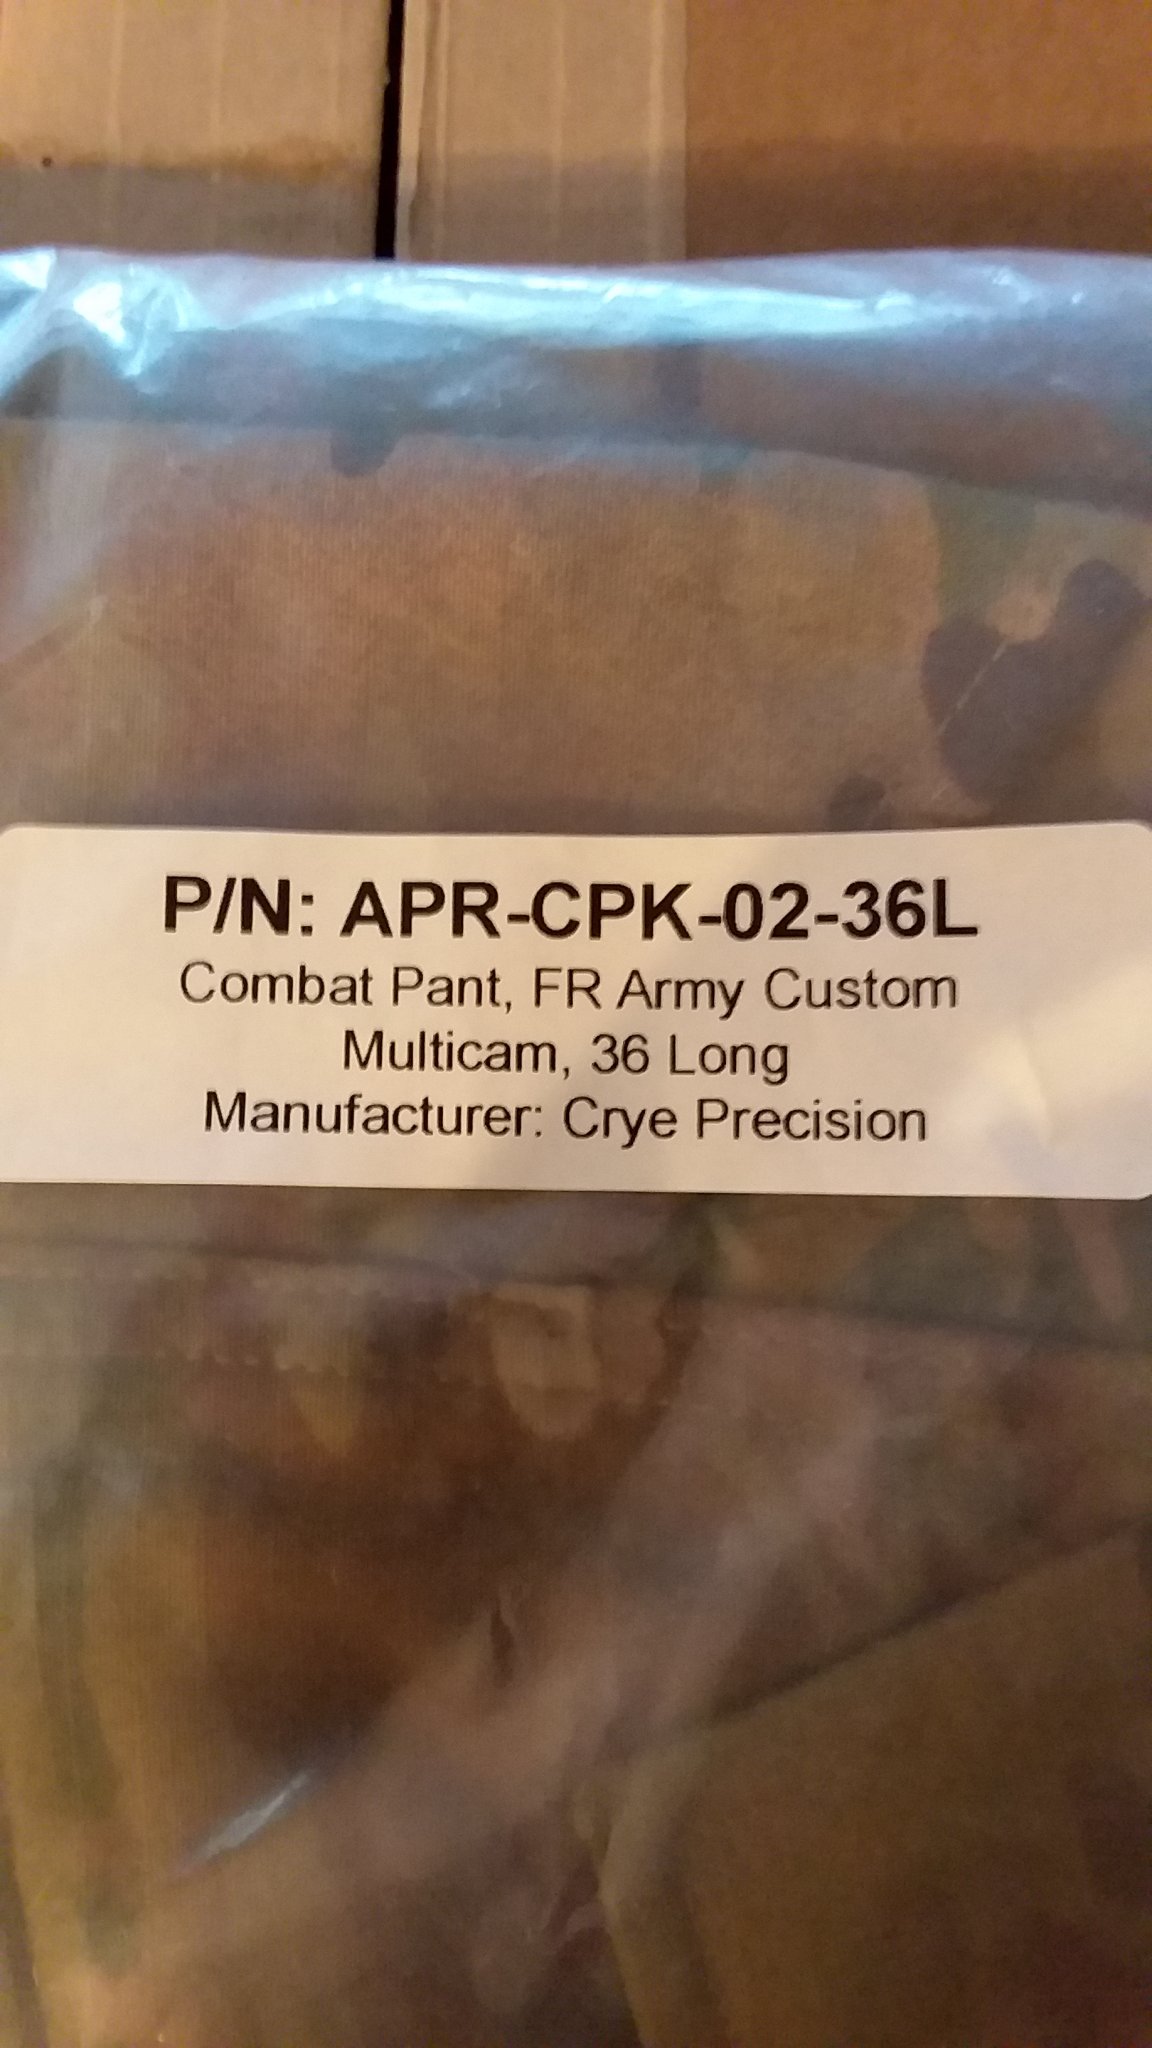 P/N: APR-CPK-02-36L
Combat Pant, FR Army Custom
Multicam, 36 Long
Manufacturer: Crye Precision